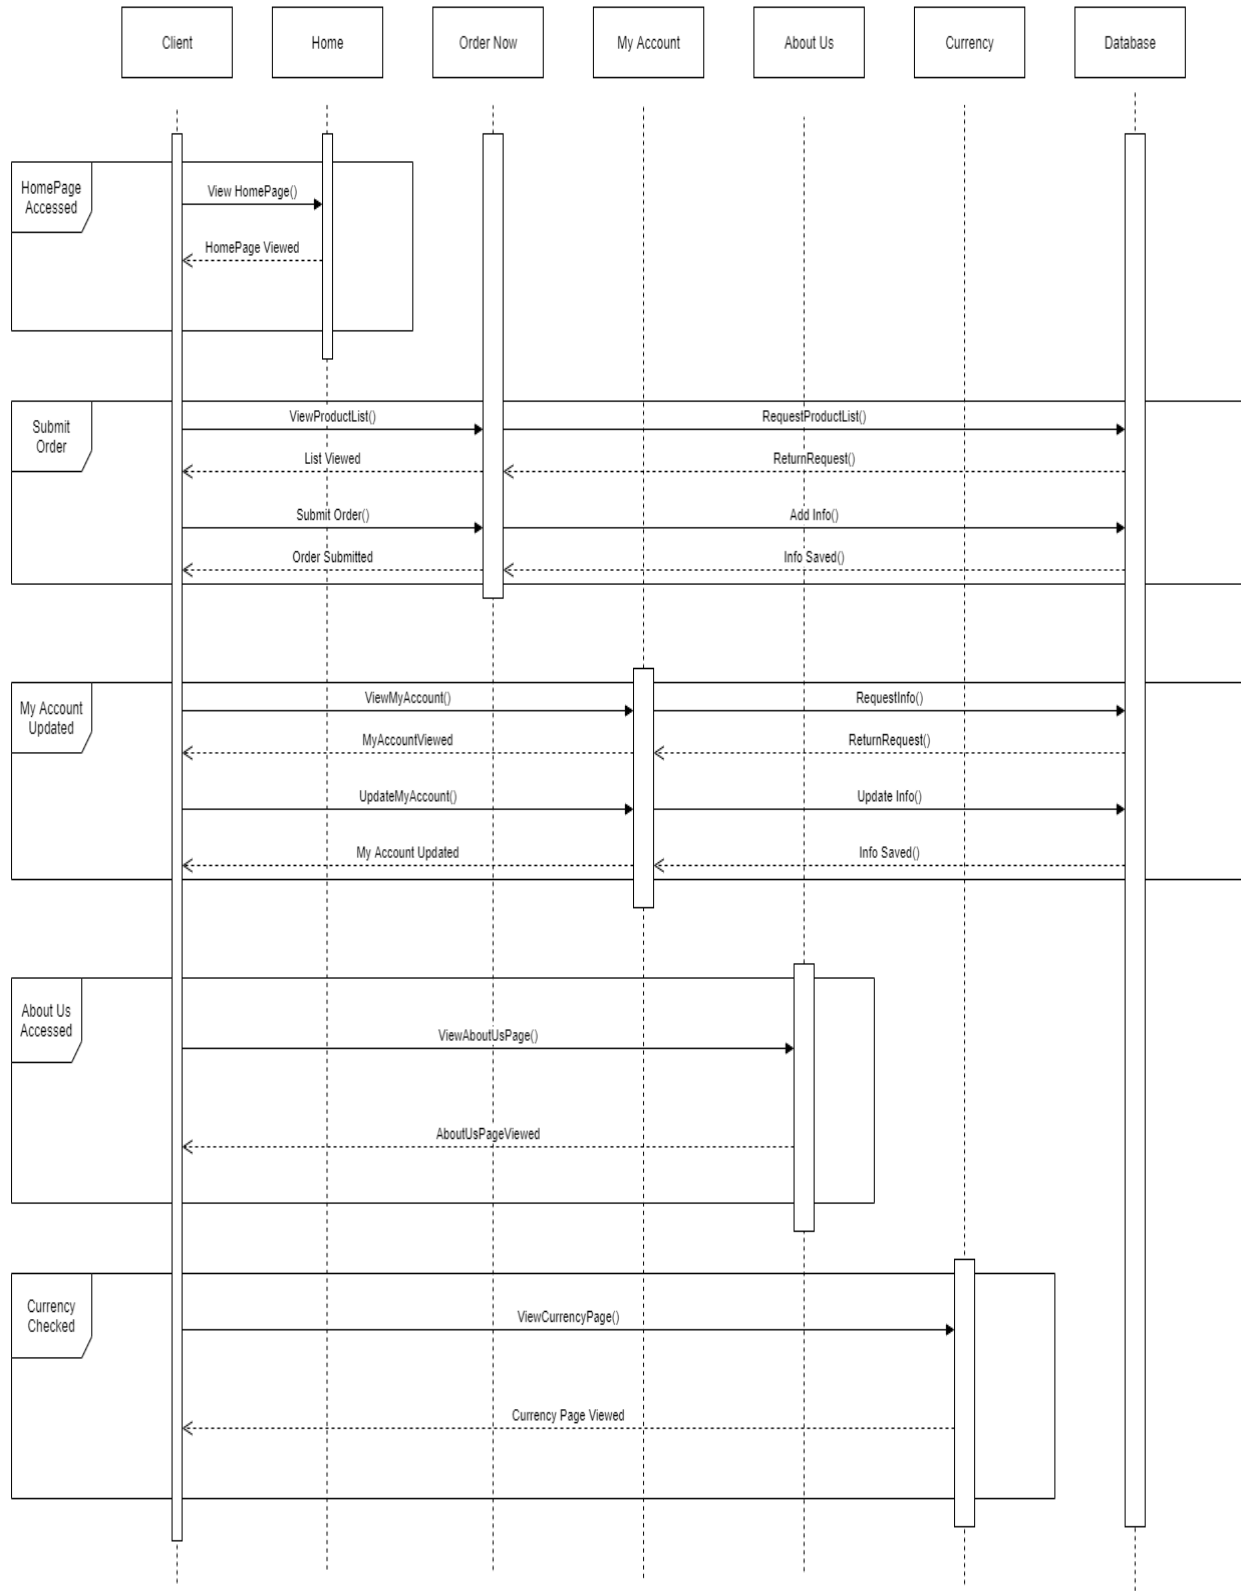 Client
Home
Order Now
My Account
About Us
Currency
Database
HomePage
Accessed
View HomePage()
HomePage Viewed
Submit
Order
ViewProductList()
RequestProductList()
List Viewed
ReturnRequest()
Submit Order()
Add Info()
Order Submitted
Info Saved()
My Account
Updated
ViewMyAccount()
RequestInfo()
MyAccountViewed
ReturnRequest()
UpdateMyAccount()
Update Info()
My Account Updated
Info Saved()
About Us
Accessed
ViewAboutUsPage()
AboutUsPageViewed
Currency
Checked
ViewCurrencyPage()
Currency Page Viewed